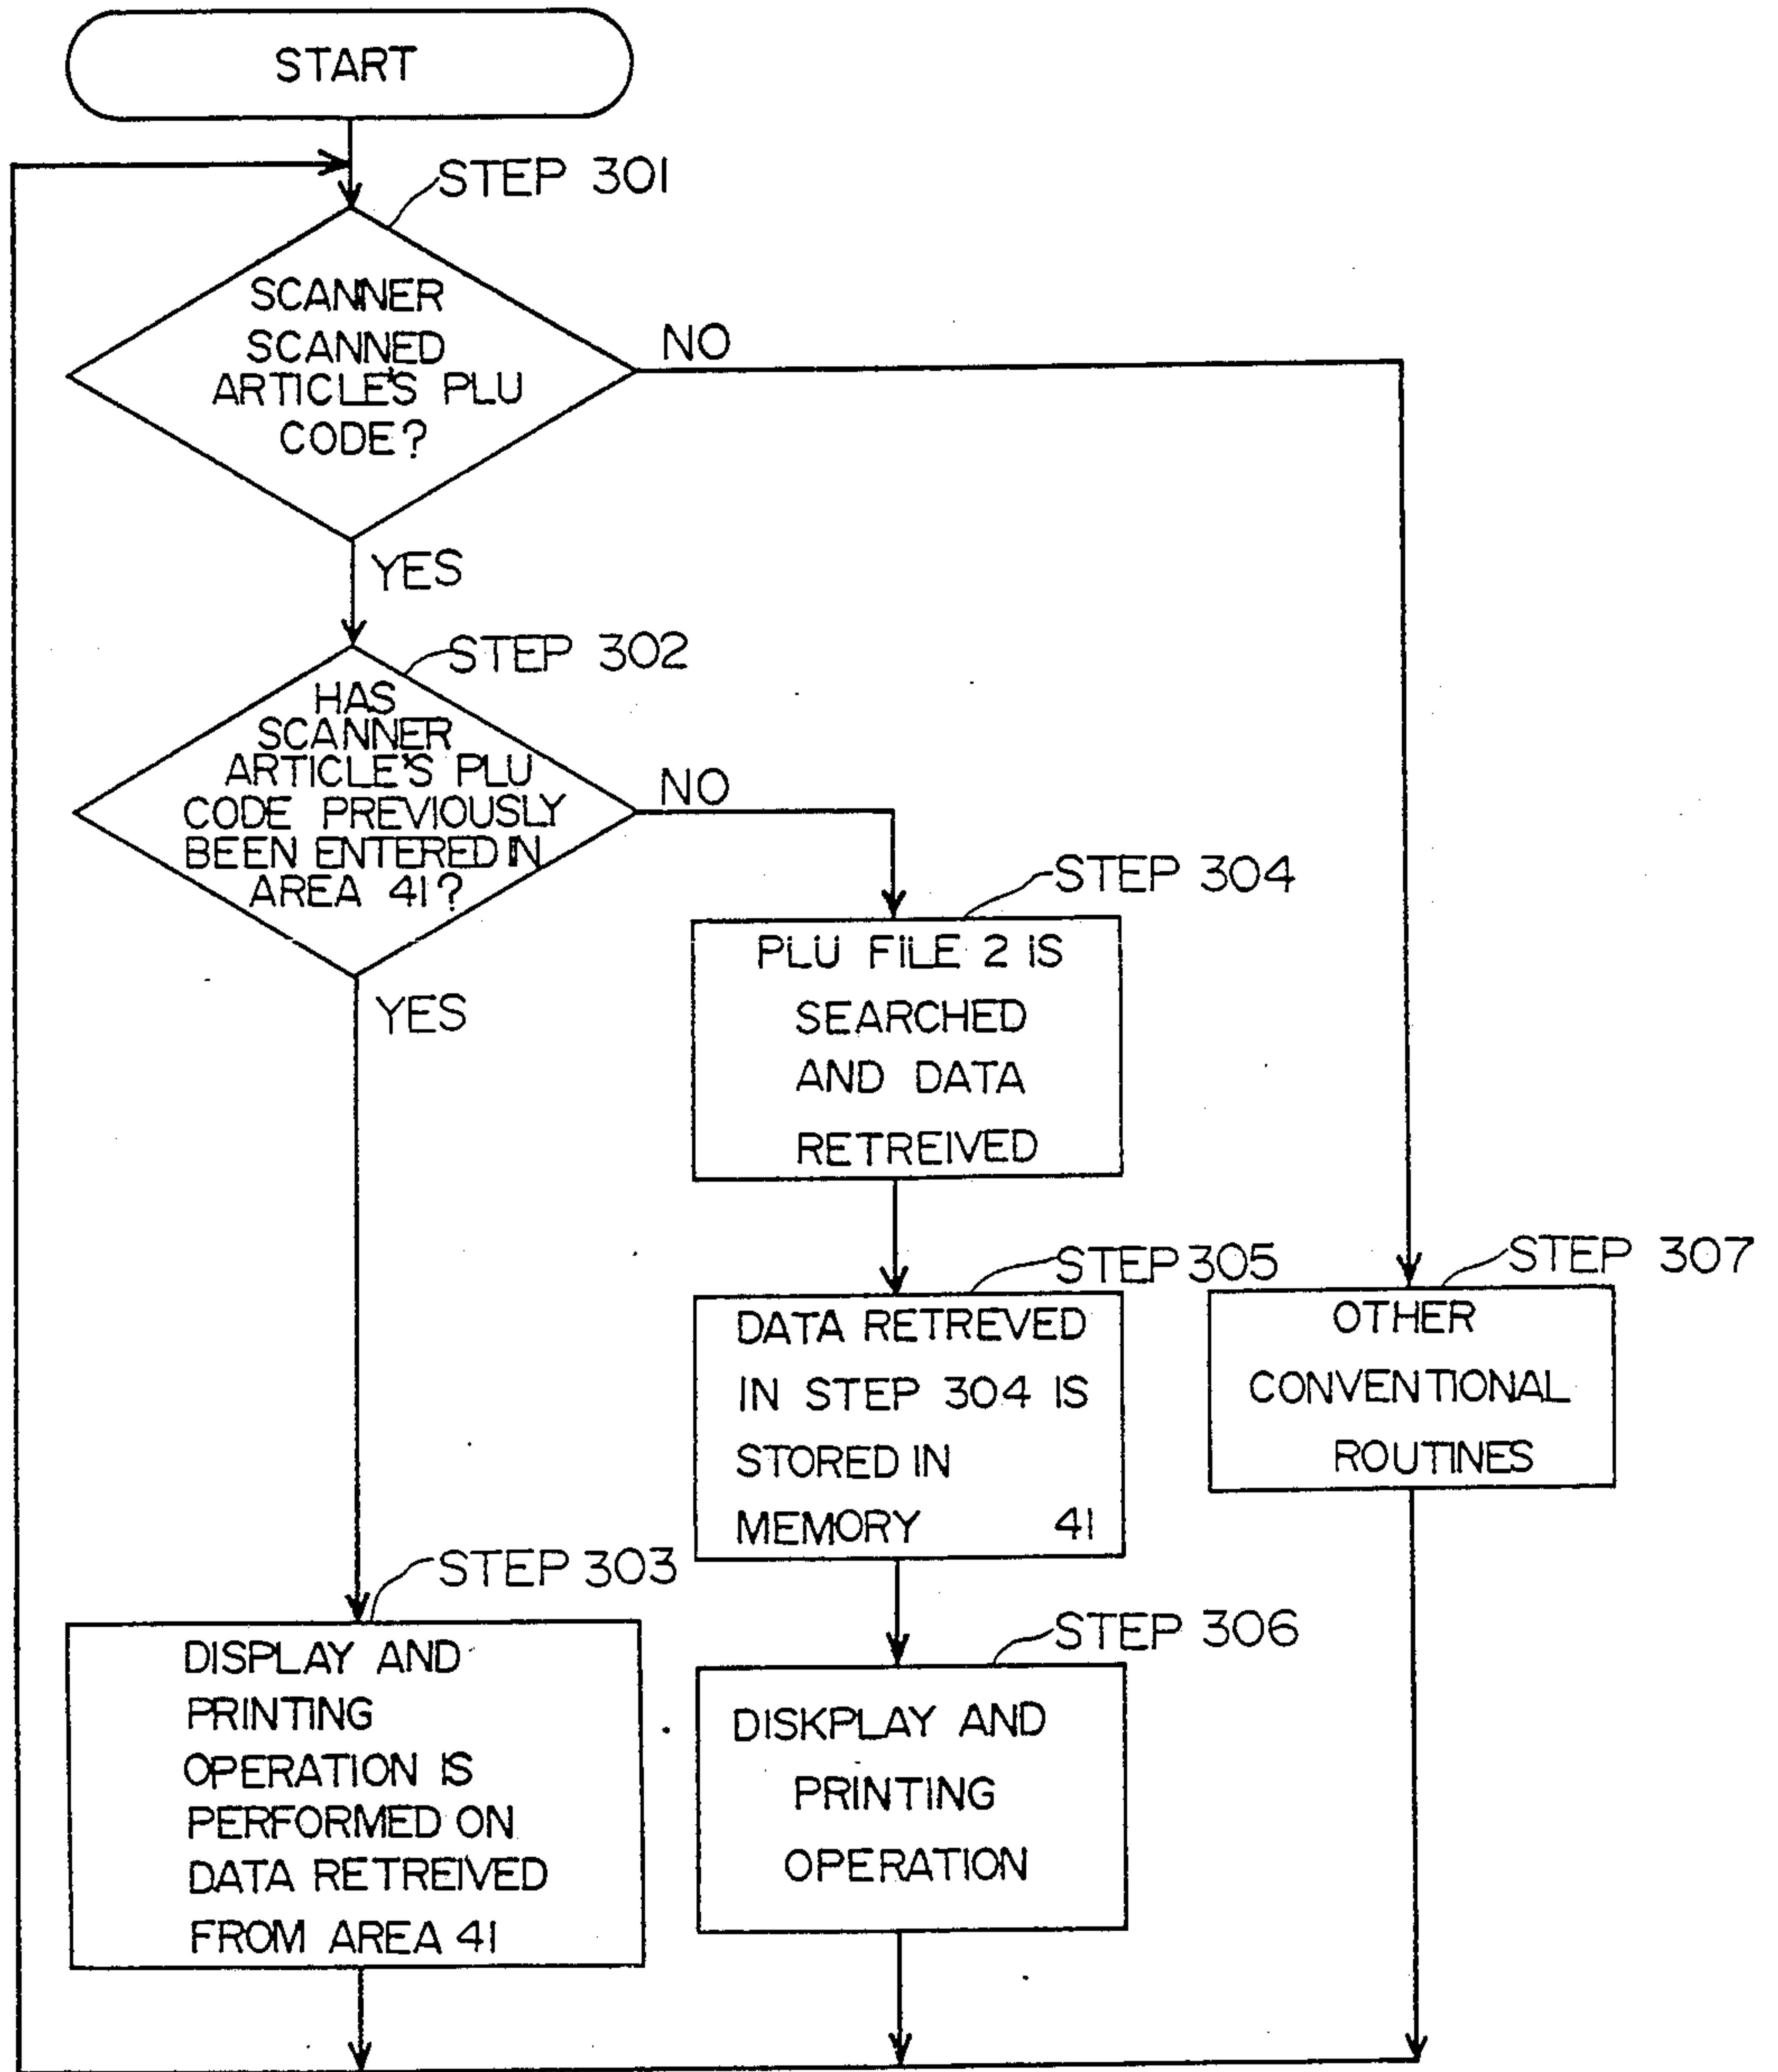 START
STEP 301
SCANNER
SCANNED
ARTICLE'S PLU
CODE?
NO
YES
STEP 302
HAS
SCANNER
ARTICLE'S PLU
CODE PREVIOUSLY
BEEN ENTERED IN
AREA 41?
NO
YES
STEP 304
PLU FILE 2 IS
SEARCHED
AND DATA
RETREIVED
STEP 305
DATA RETREVED
IN STEP 304 IS
STORED IN
MEMORY 41
STEP 307
OTHER
CONVENTIONAL
ROUTINES
STEP 303
DISPLAY AND
PRINTING
OPERATION IS
PERFORMED ON
DATA RETREIVED
FROM AREA 41
STEP 306
DISKPLAY AND
PRINTING
OPERATION